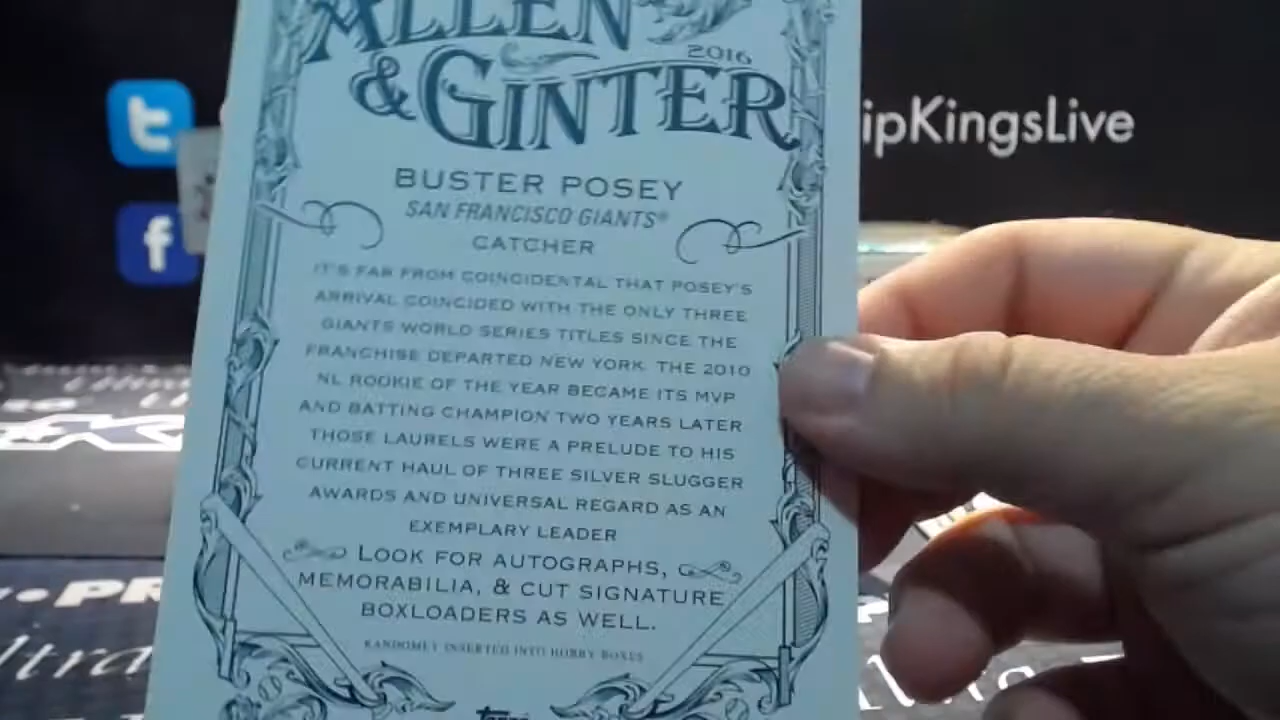 ALLEN
2016
& GINTER
ipKingsLive
BUSTER POSEY
SAN FRANCISCO GIANTS®
CATCHER
IT'S FAR FROM COINCIDENTAL THAT POSEY'S
ARRIVAL COINCIDED WITH THE ONLY THREE
GIANTS WORLD SERIES TITLES SINCE THE
FRANCHISE DEPARTED NEW YORK. THE 2010
NL ROOKIE OF THE YEAR BECAME ITS MVP
AND BATTING CHAMPION TWO YEARS LATER
THOSE LAURELS WERE A PRELUDE TO HIS
CURRENT HAUL OF THREE SILVER SLUGGER
AWARDS AND UNIVERSAL REGARD AS AN
EXEMPLARY LEADER
LOOK FOR AUTOGRAPHS,
MEMORABILIA, & CUT SIGNATURE
BOXLOADERS AS WELL.
RANDOMLY INSERTED INTO HOBBY BOXES